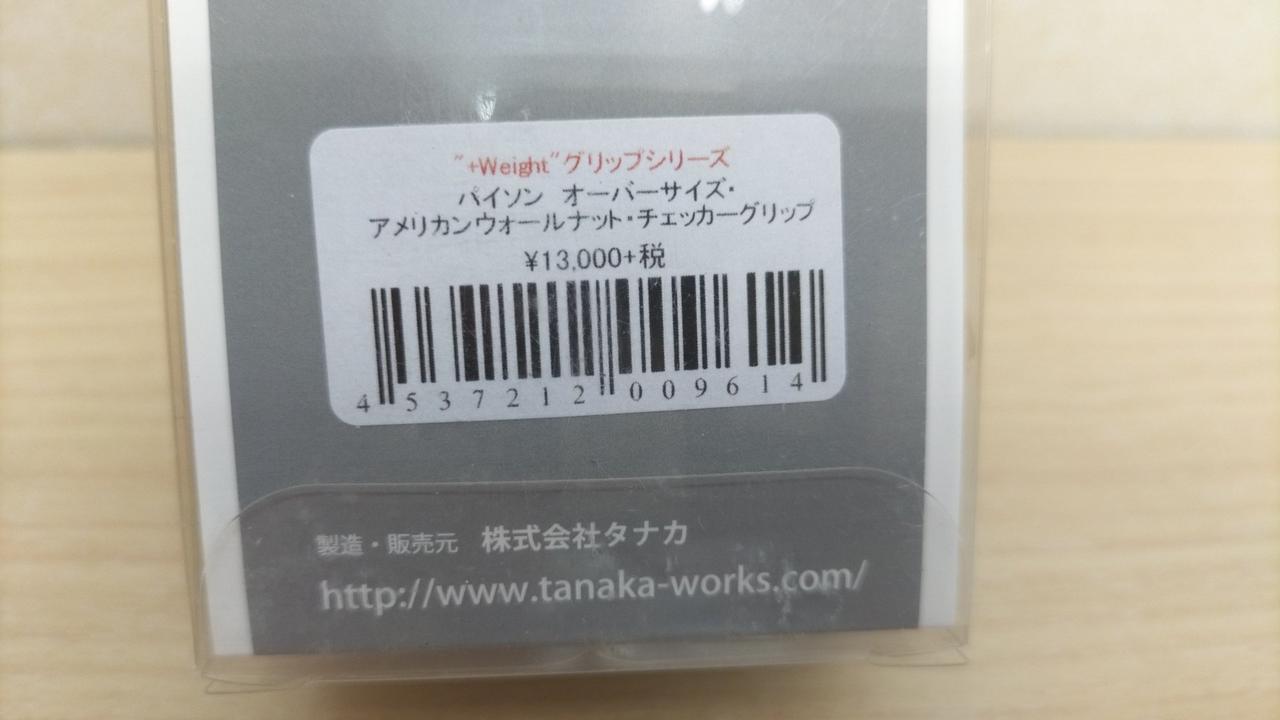 "+Weight"グリップシリーズ
パイソン　オーバーサイズ・
アメリカンウォールナット・チェッカーグリップ
¥13,000+税
4 537212 009614
製造・販売元　株式会社タナカ
http://www.tanaka-works.com/